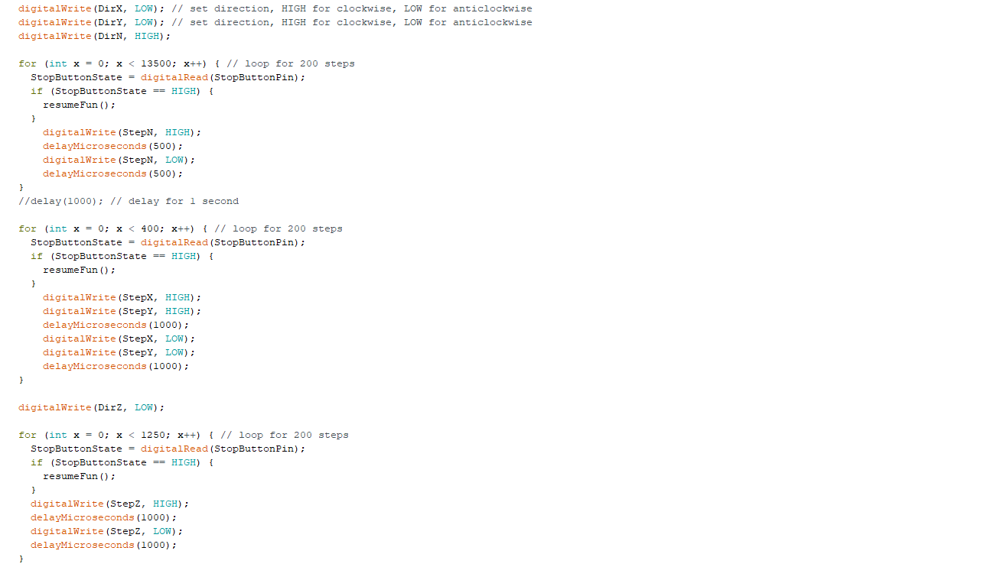 digitalWrite(DirX, LOW); // set direction, HIGH for clockwise, LOW for anticlockwise
digitalWrite(DirY, LOW); // set direction, HIGH for clockwise, LOW for anticlockwise
digitalWrite(DirN, HIGH);
for (int x = 0; x < 13500; x++) { // loop for 200 steps
StopButtonState = digitalRead(StopButtonPin);
if (StopButtonState == HIGH) {
resumeFun();
}
digitalWrite(StepN, HIGH);
delayMicroseconds(500);
digitalWrite(StepN, LOW);
delayMicroseconds(500);
}
//delay(1000); // delay for 1 second
for (int x = 0; x < 400; x++) { // loop for 200 steps
StopButtonState = digitalRead(StopButtonPin);
if (StopButtonState == HIGH) {
resumeFun();
}
digitalWrite(StepX, HIGH);
digitalWrite(StepY, HIGH);
delayMicroseconds(1000);
digitalWrite(StepX, LOW);
digitalWrite(StepY, LOW);
delayMicroseconds(1000);
}
digitalWrite(DirZ, LOW);
for (int x = 0; x < 1250; x++) { // loop for 200 steps
StopButtonState = digitalRead(StopButtonPin);
if (StopButtonState == HIGH) {
resumeFun();
}
digitalWrite(StepZ, HIGH);
delayMicroseconds(1000);
digitalWrite(StepZ, LOW);
delayMicroseconds(1000);
}